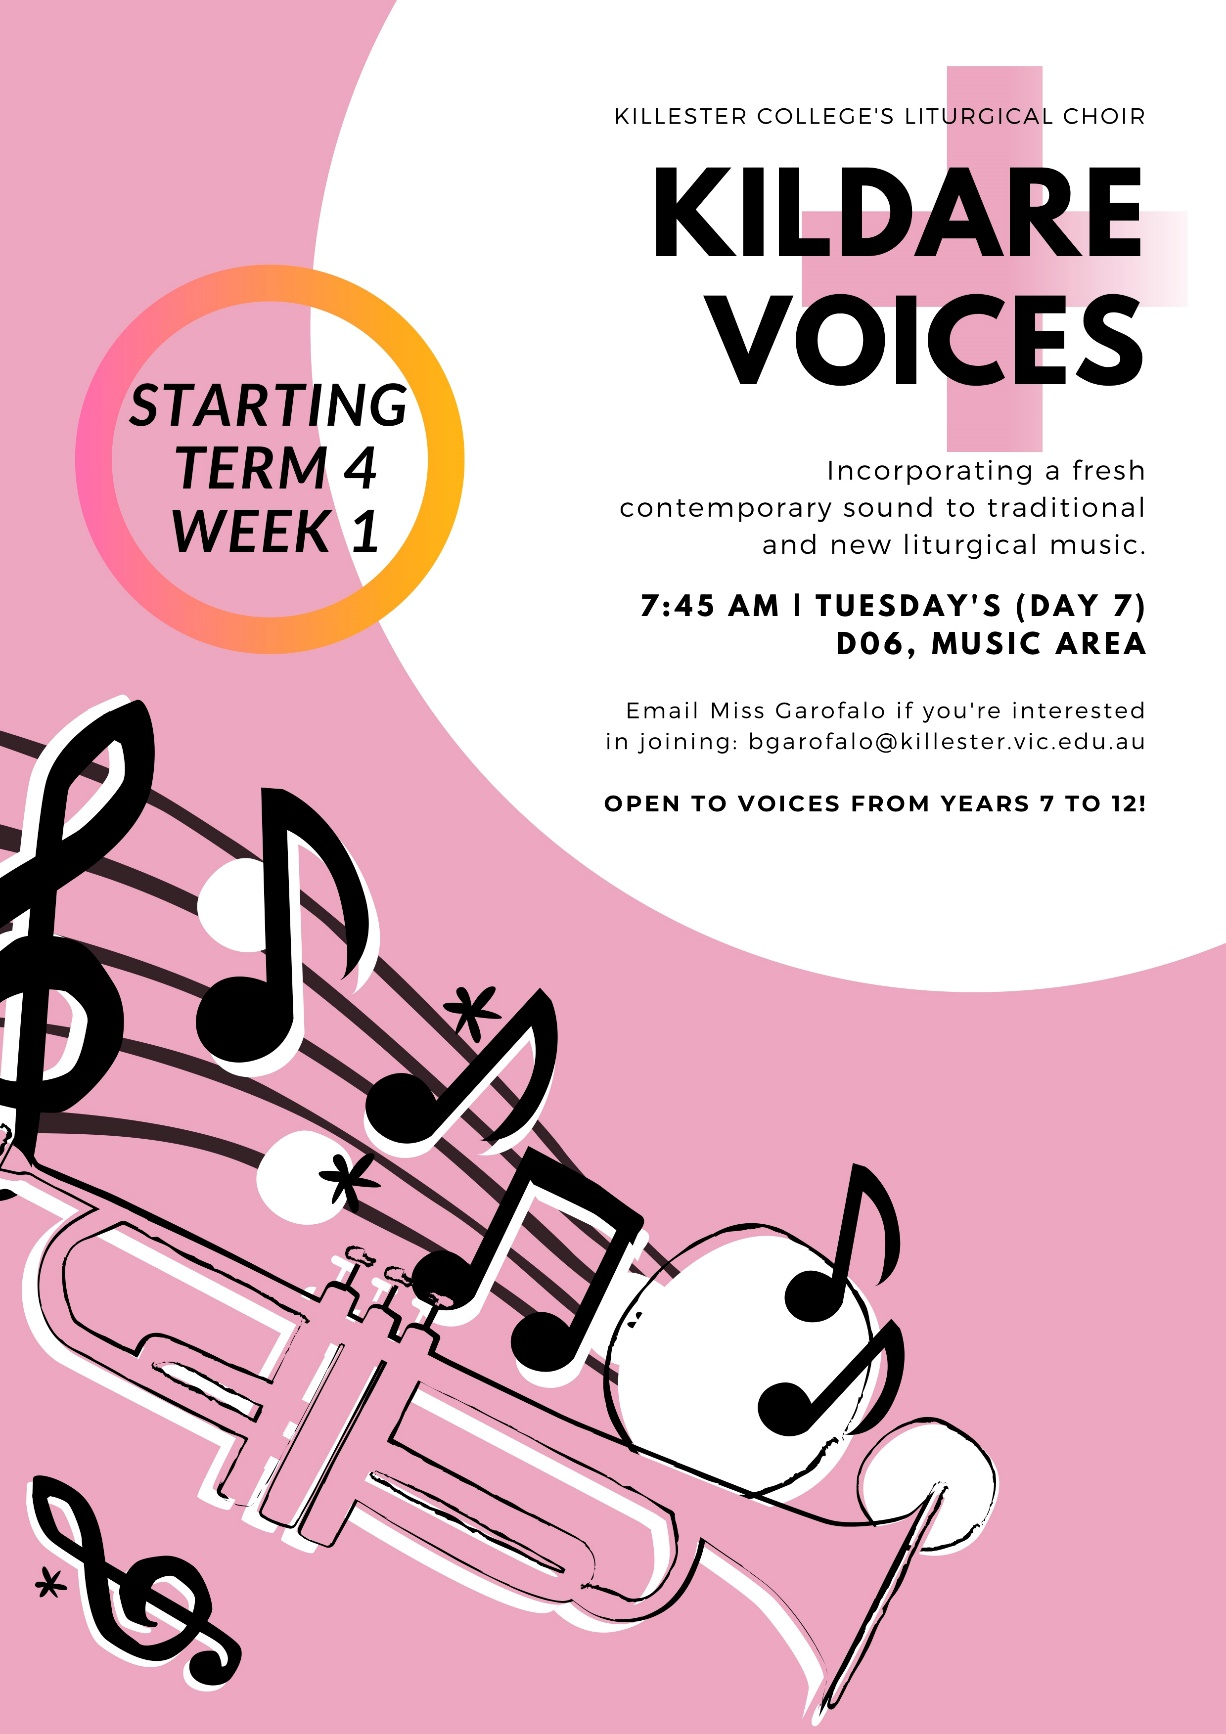 KILLESTER COLLEGE'S LITURGICAL CHOIR
KILDARE
VOICES
STARTING
TERM 4
WEEK 1
Incorporating a fresh
contemporary sound to traditional
and new liturgical music.
7:45 AM | TUESDAY'S (DAY 7)
D06, MUSIC AREA
Email Miss Garofalo if you're interested
in joining: bgarofalo@killester.vic.edu.au
OPEN TO VOICES FROM YEARS 7 TO 12!